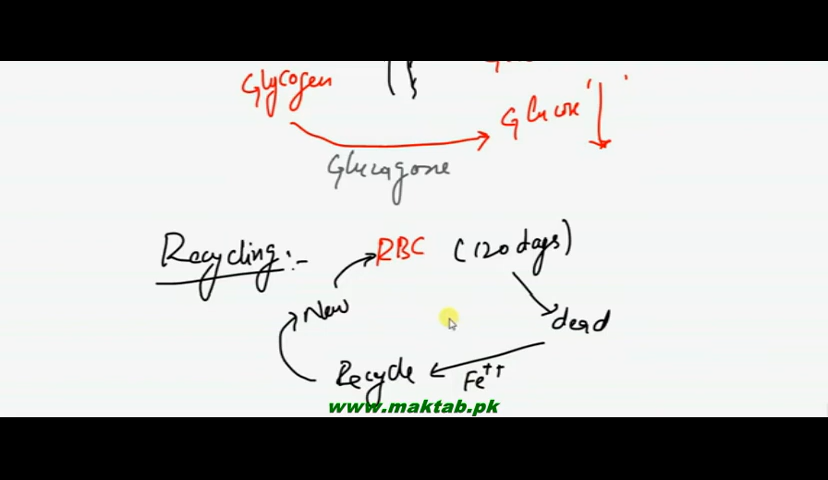 Glycogen
Glucose
Glucagone
Recycling:-
RBC (120 days)
New
dead
Recycle
Fe++
www.maktab.pk